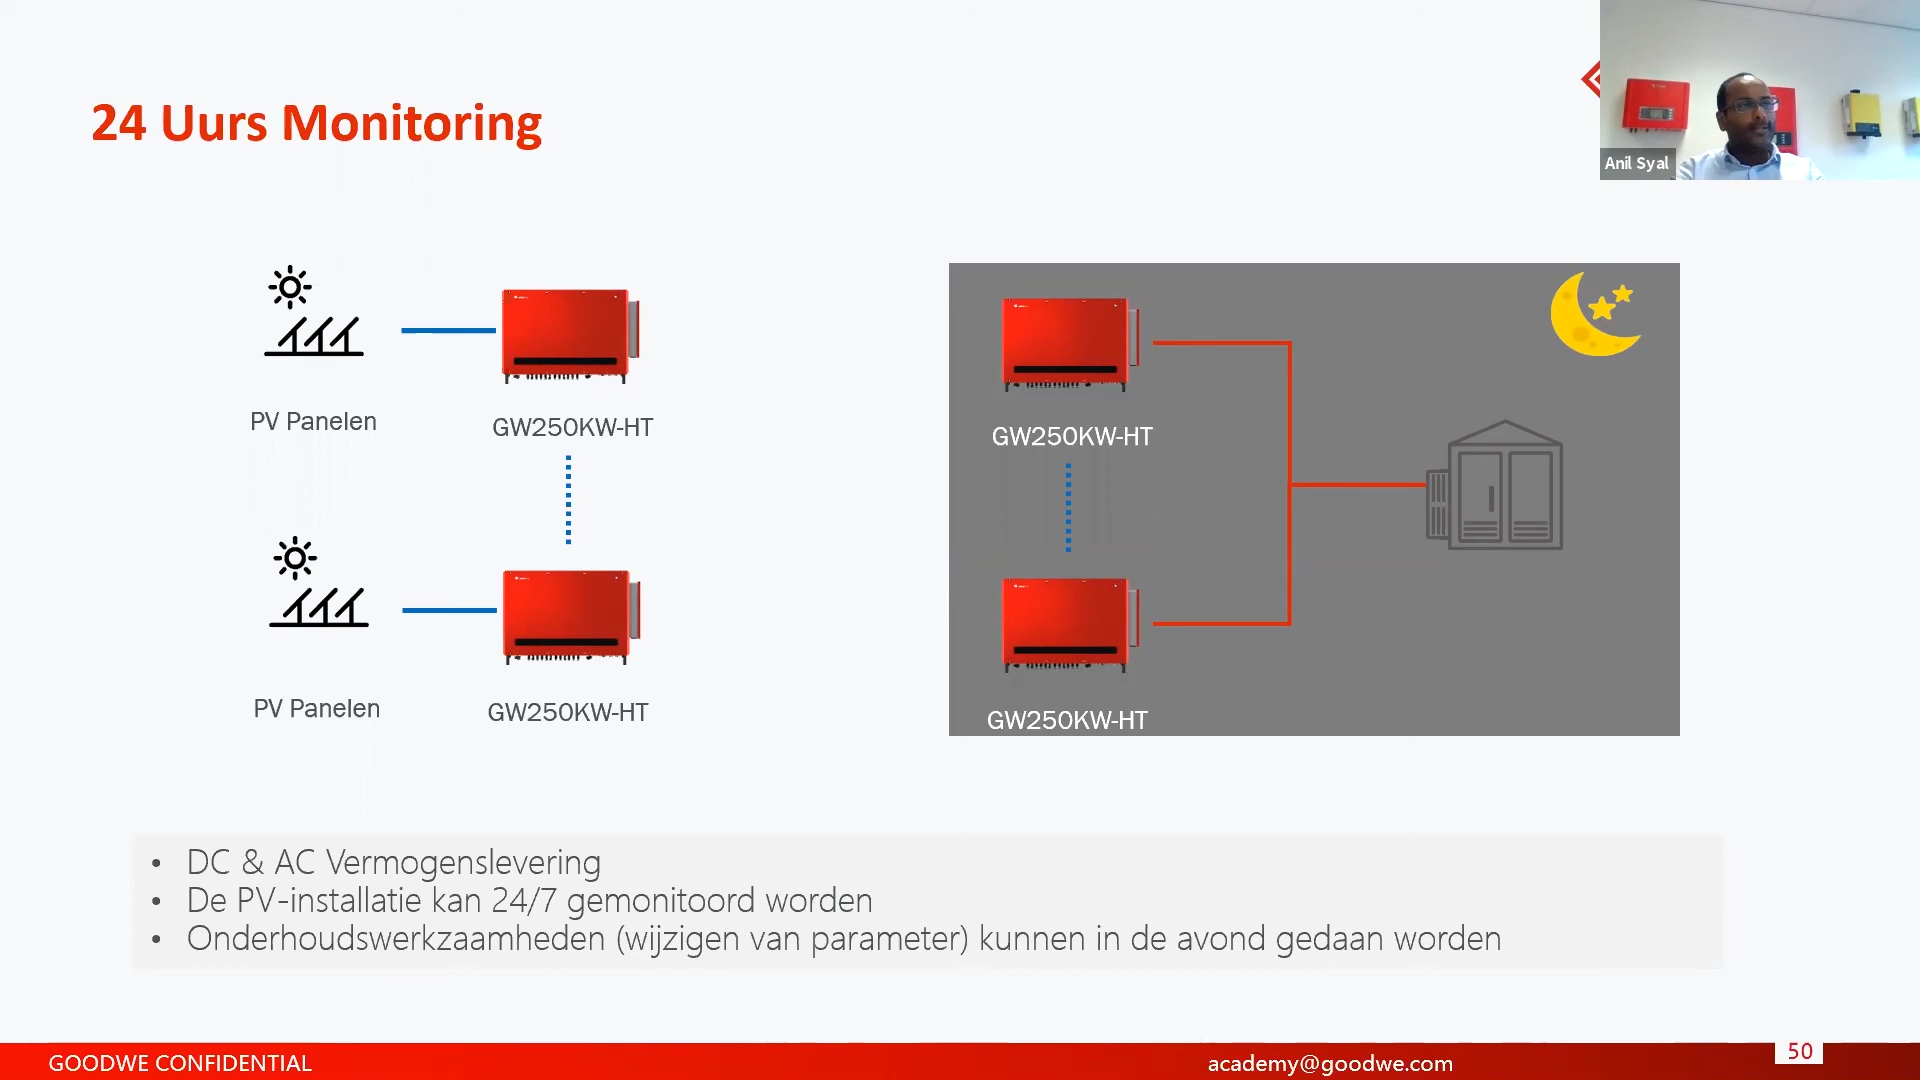 24 Uurs Monitoring
Anil Syal
PV Panelen
GW250KW-HT
GW250KW-HT
PV Panelen
GW250KW-HT
GW250KW-HT
• DC & AC Vermogenslevering
• De PV-installatie kan 24/7 gemonitoord worden
• Onderhoudswerkzaamheden (wijzigen van parameter) kunnen in de avond gedaan worden
GOODWE CONFIDENTIAL
academy@goodwe.com
50